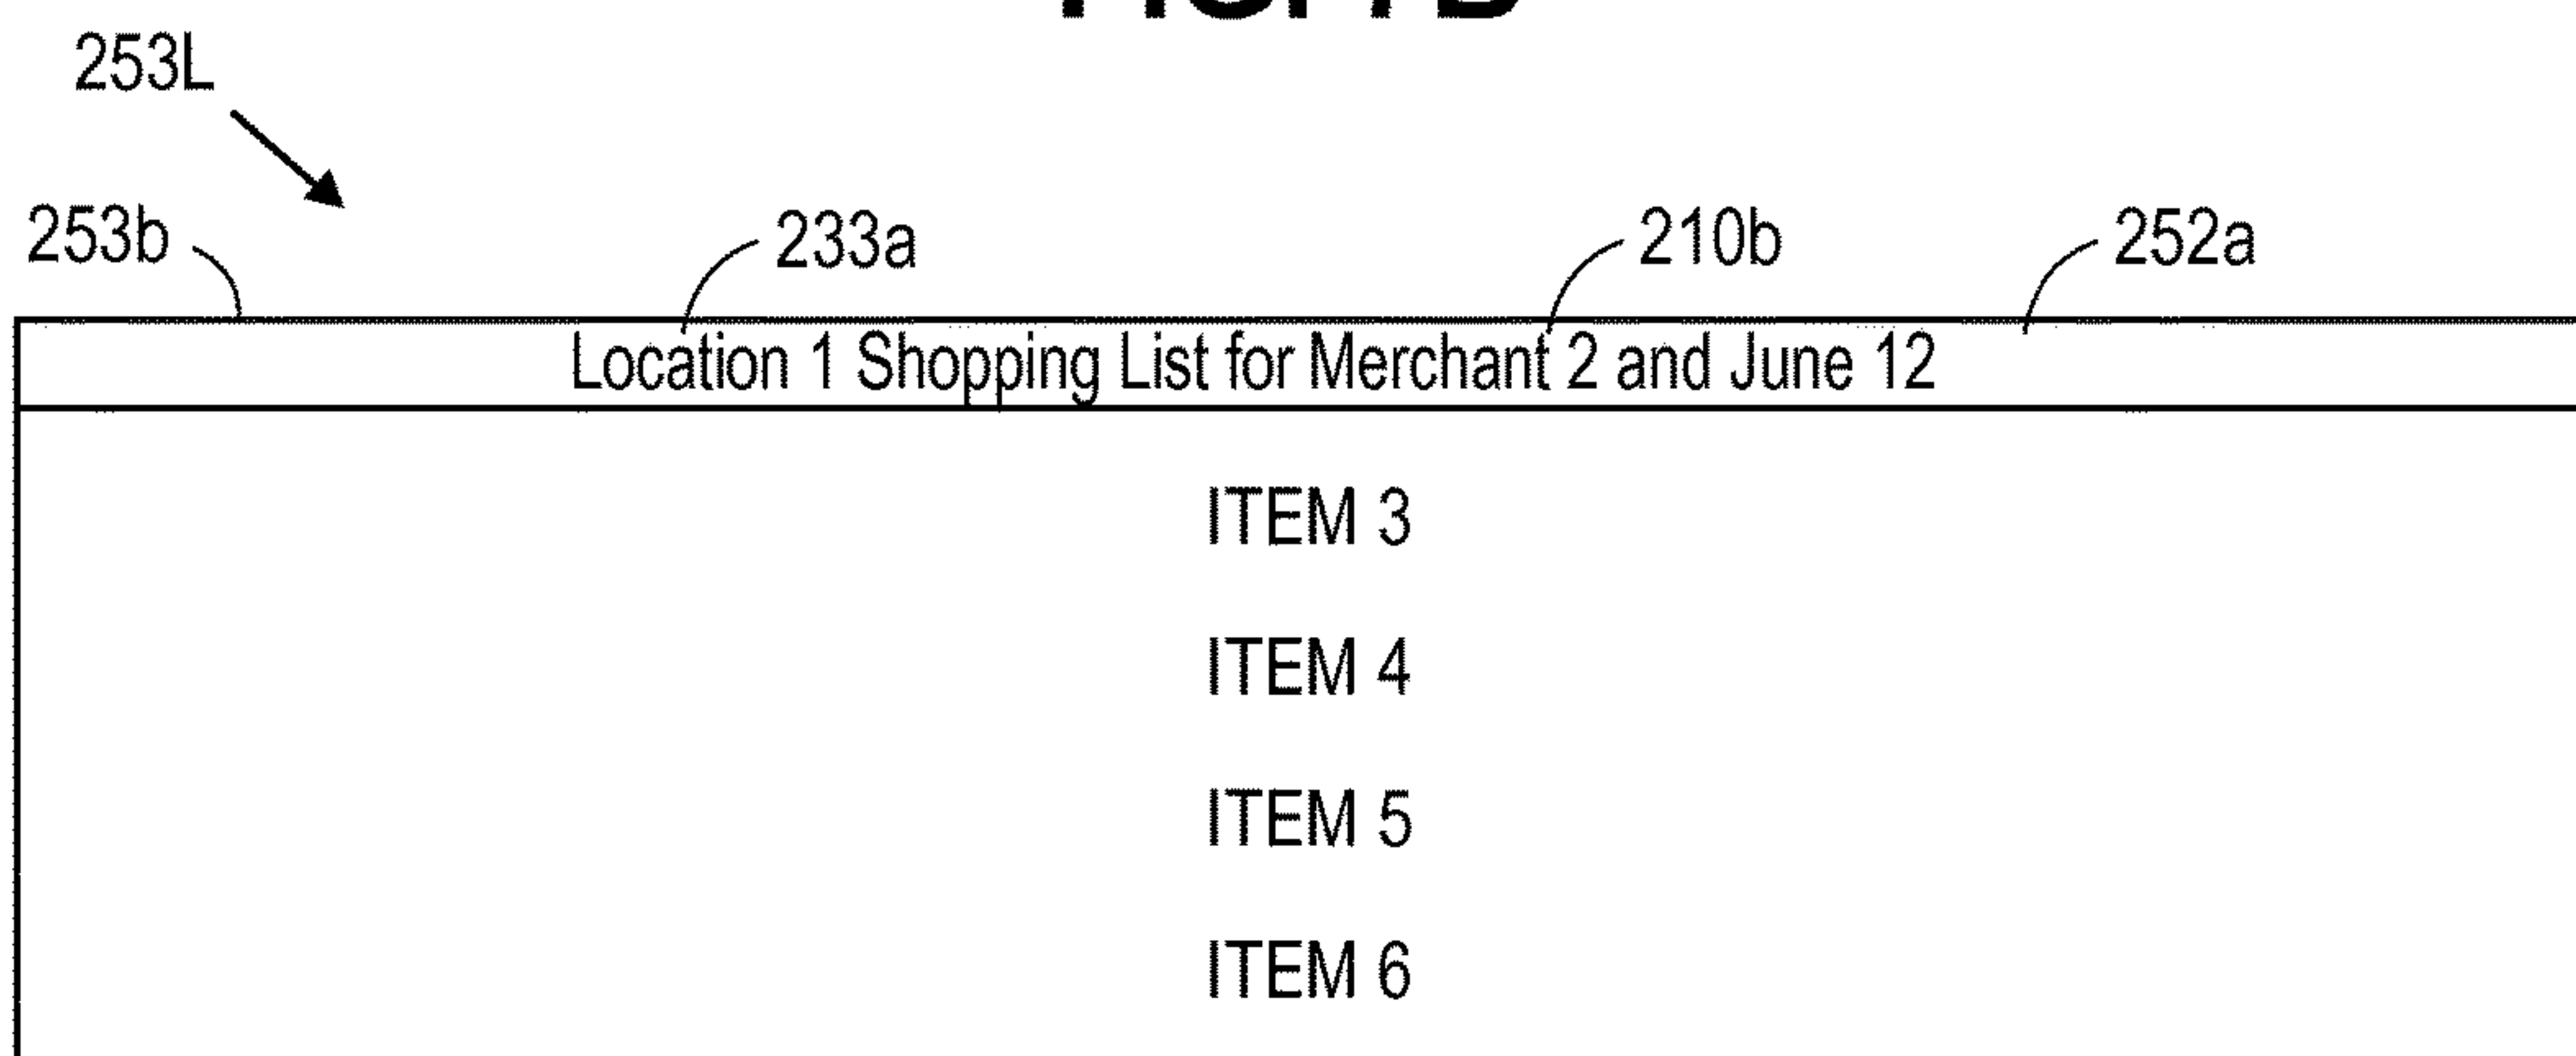 253L
253b 233a 210b 252a
Location 1 Shopping List for Merchant 2 and June 12
ITEM 3
ITEM 4
ITEM 5
ITEM 6